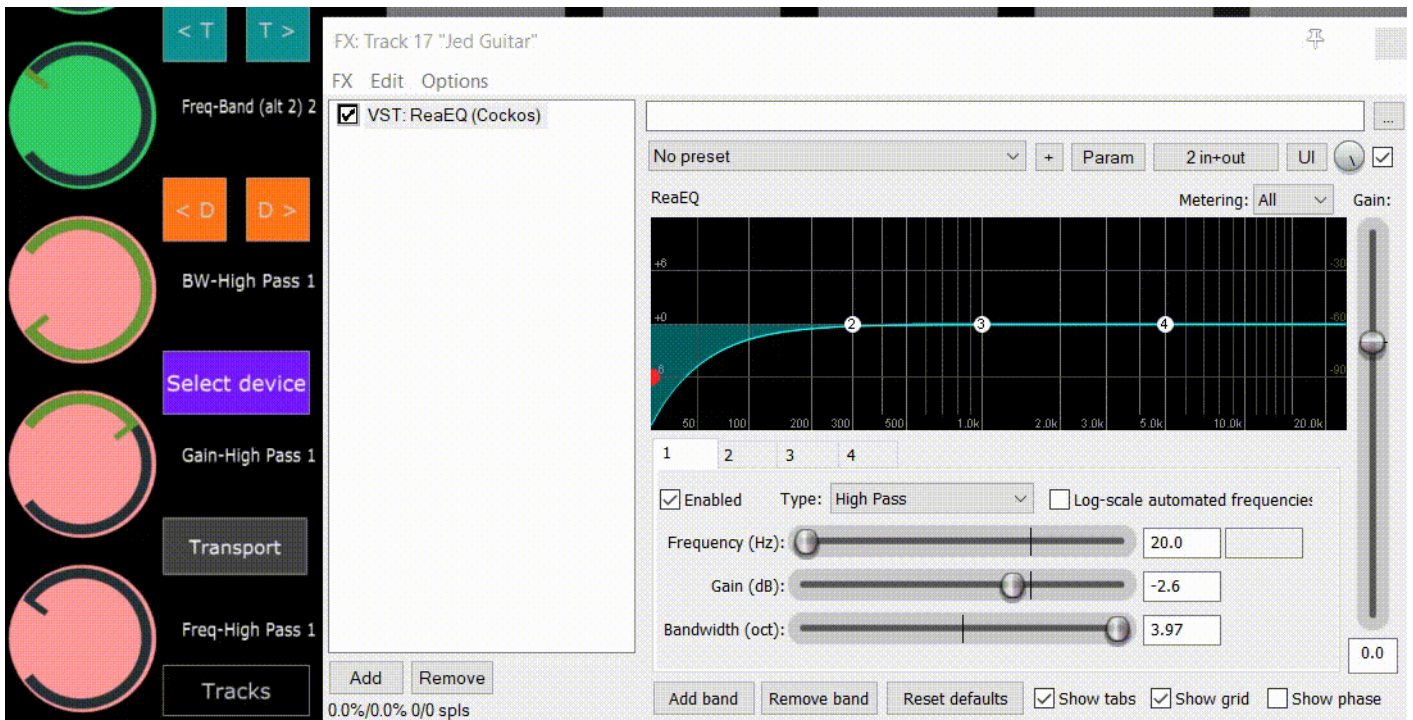 < T
T >
Freq-Band (alt 2) 2
< D
D >
BW-High Pass 1
Select device
Gain-High Pass 1
Transport
Freq-High Pass 1
Tracks
FX: Track 17 "Jed Guitar"
FX Edit Options
VST: ReaEQ (Cockos)
Add Remove
0.0%/0.0% 0/0 spls
...
No preset + Param 2 in+out UI
ReaEQ Metering: All Gain:
+6 -30
+0 2 3 4 -60
-6 -90
50 100 200 300 500 1.0k 2.0k 3.0k 5.0k 10.0k 20.0k
1 2 3 4
Enabled Type: High Pass Log-scale automated frequencies
Frequency (Hz): 20.0
Gain (dB): -2.6
Bandwidth (oct): 3.97
0.0
Add band Remove band Reset defaults Show tabs Show grid Show phase